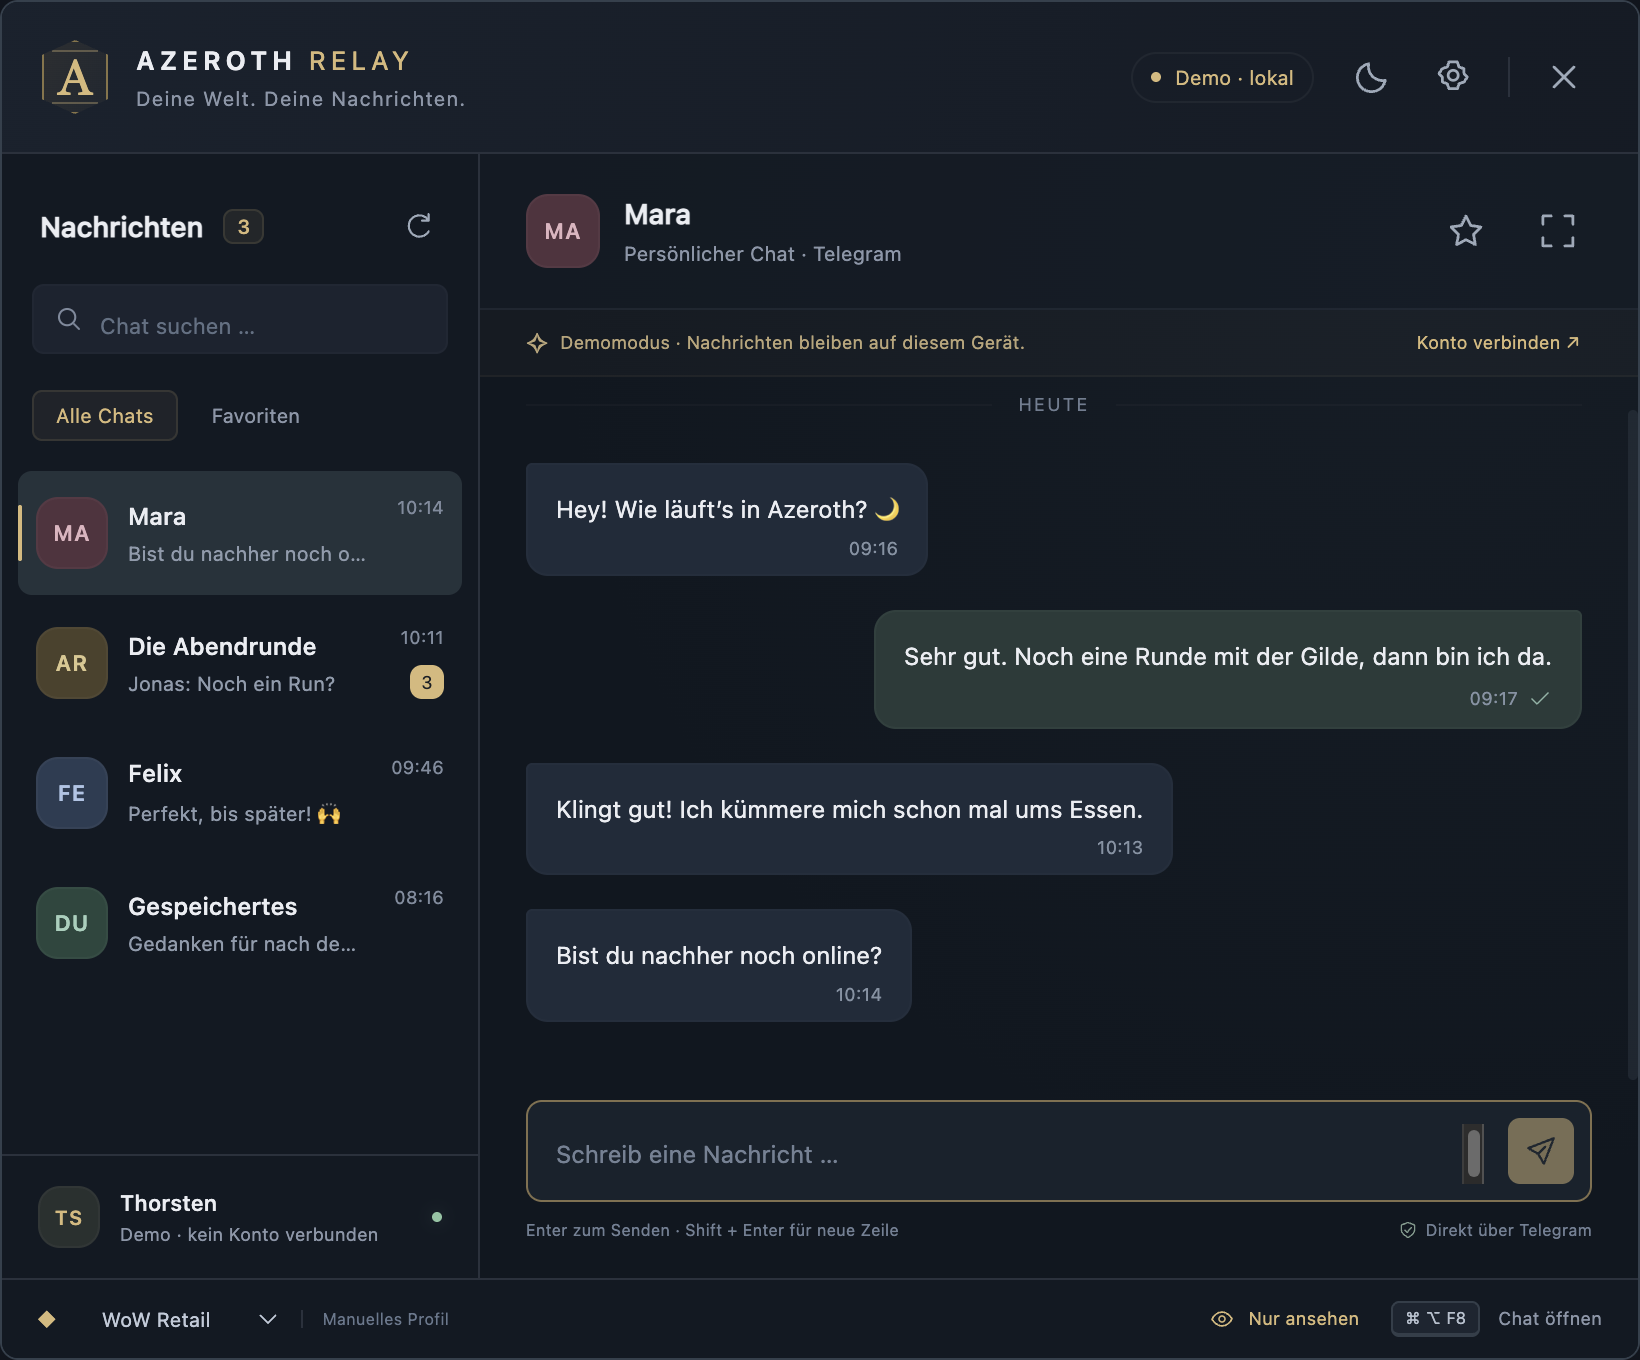 A
AZEROTH RELAY
Deine Welt. Deine Nachrichten.
Demo · lokal
Nachrichten 3
Chat suchen ...
Alle Chats Favoriten
MA Mara 10:14
Bist du nachher noch o...
AR Die Abendrunde 10:11
Jonas: Noch ein Run? 3
FE Felix 09:46
Perfekt, bis später! 🙌
DU Gespeichertes 08:16
Gedanken für nach de...
TS Thorsten
Demo · kein Konto verbunden
MA Mara
Persönlicher Chat · Telegram
Demomodus · Nachrichten bleiben auf diesem Gerät. Konto verbinden ↗
HEUTE
Hey! Wie läuft’s in Azeroth? 🌙
09:16
Sehr gut. Noch eine Runde mit der Gilde, dann bin ich da.
09:17 ✓
Klingt gut! Ich kümmere mich schon mal ums Essen.
10:13
Bist du nachher noch online?
10:14
Schreib eine Nachricht ...
Enter zum Senden · Shift + Enter für neue Zeile Direkt über Telegram
WoW Retail Manuelles Profil Nur ansehen ⌘ ⌥ F8 Chat öffnen